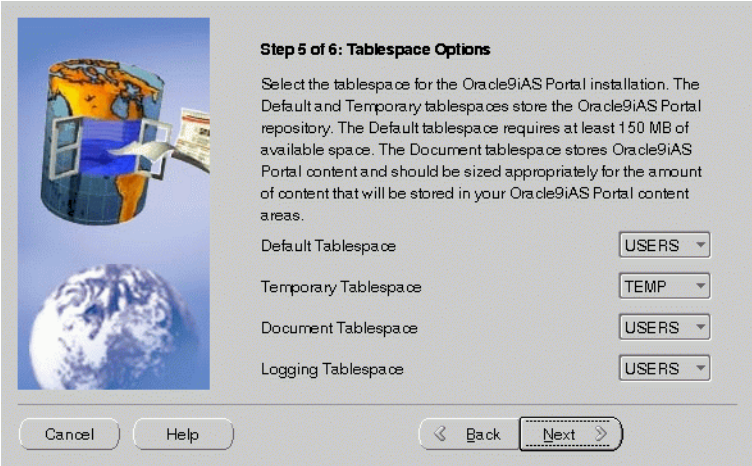 Step 5 of 6: Tablespace Options
Select the tablespace for the Oracle9iAS Portal installation. The
Default and Temporary tablespaces store the Oracle9iAS Portal
repository. The Default tablespace requires at least 150 MB of
available space. The Document tablespace stores Oracle9iAS
Portal content and should be sized appropriately for the amount
of content that will be stored in your Oracle9iAS Portal content
areas.
Default Tablespace USERS
Temporary Tablespace TEMP
Document Tablespace USERS
Logging Tablespace USERS
Cancel Help Back Next